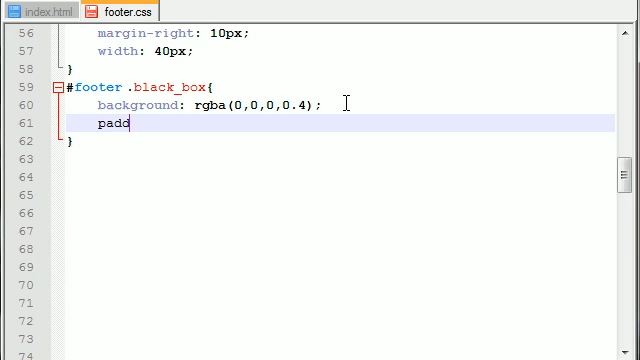 index.html footer.css
56 margin-right: 10px;
57 width: 40px;
58 }
59 #footer .black_box{
60 background: rgba(0,0,0,0.4);
61 padd
62 }
63
64
65
66
67
68
69
70
71
72
73
74